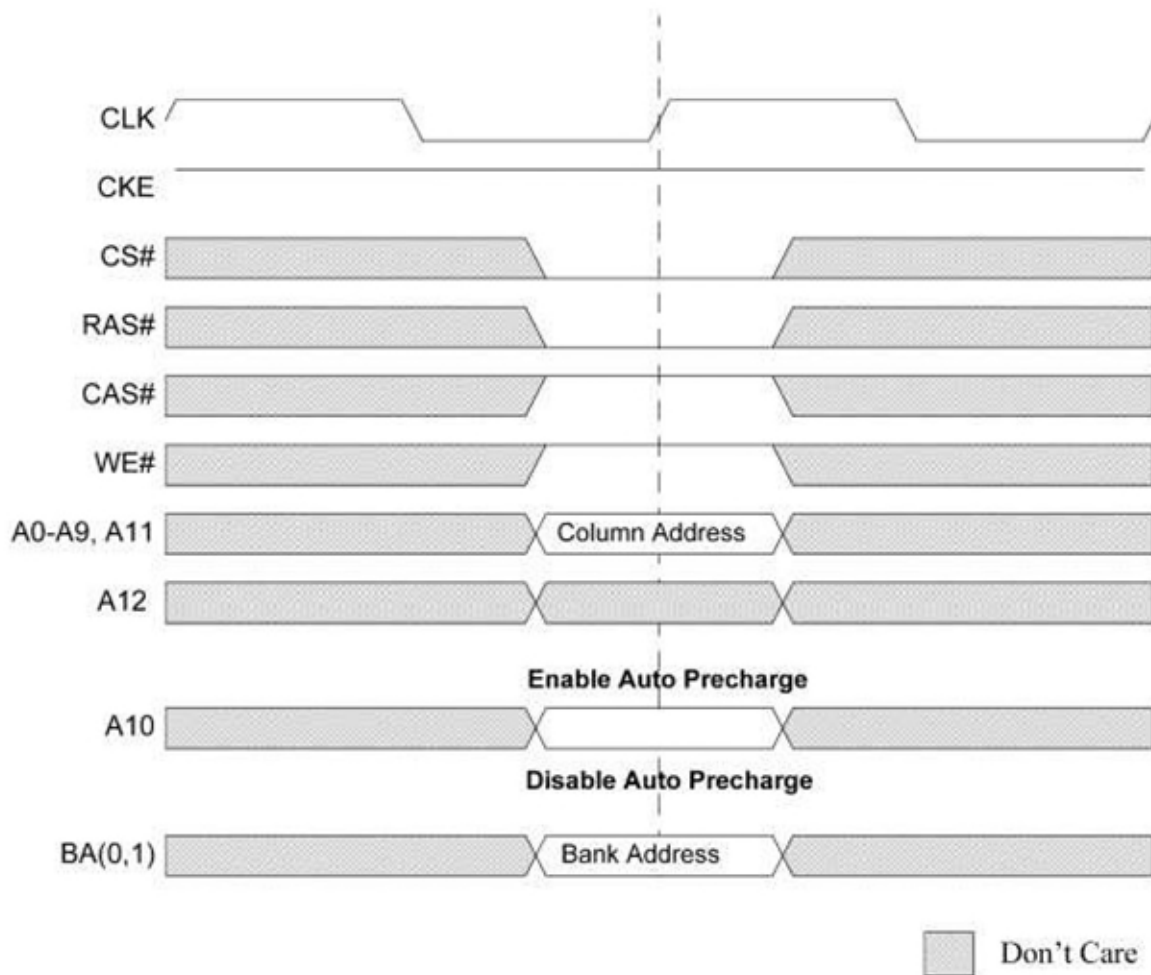 CLK
CKE
CS#
RAS#
CAS#
WE#
A0-A9, A11 Column Address
A12
Enable Auto Precharge
A10
Disable Auto Precharge
BA(0,1) Bank Address
Don't Care